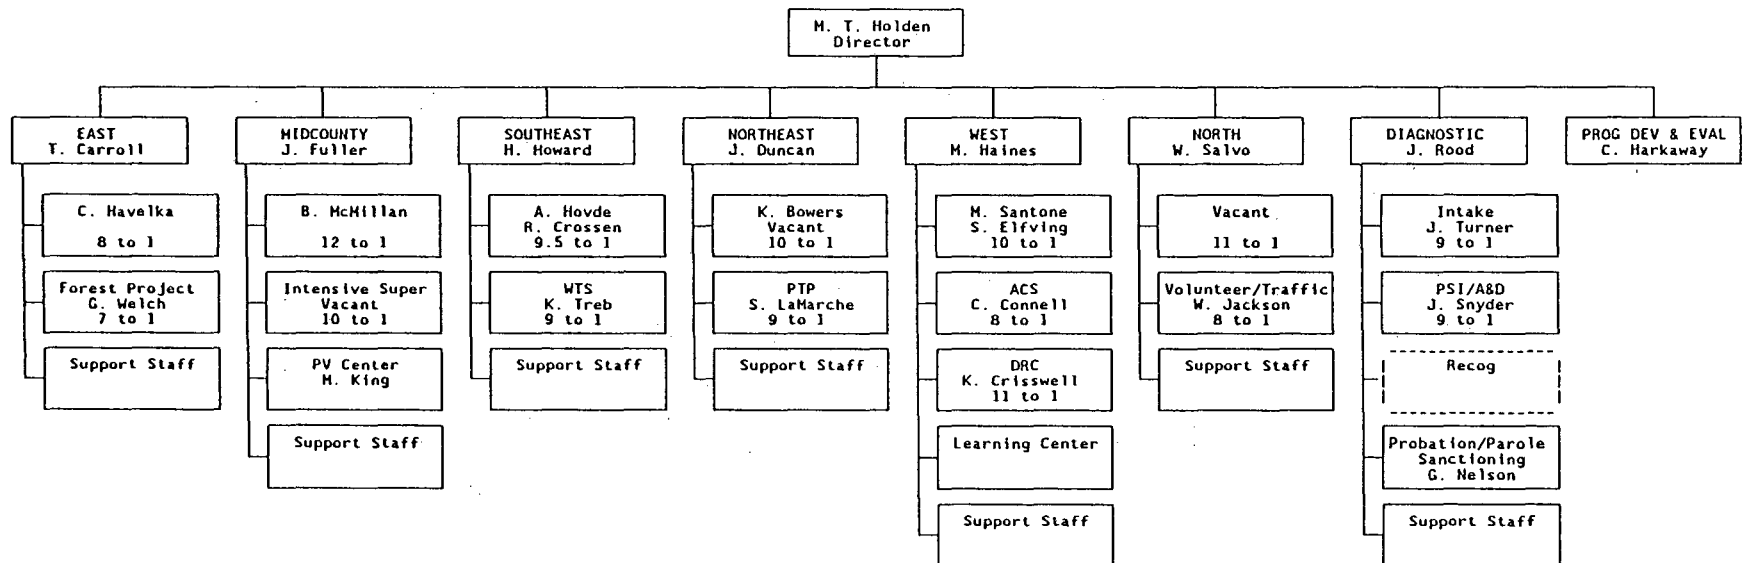 M. T. Holden
Director
EAST
T. Carroll
MIDCOUNTY
J. Fuller
SOUTHEAST
H. Howard
NORTHEAST
J. Duncan
WEST
M. Haines
NORTH
W. Salvo
DIAGNOSTIC
J. Rood
PROG DEV & EVAL
C. Harkaway
C. Havelka
8 to 1
B. McMillan
12 to 1
A. Hovde
R. Crossen
9.5 to 1
K. Bowers
Vacant
10 to 1
M. Santone
S. Elfving
10 to 1
Vacant
11 to 1
Intake
J. Turner
9 to 1
Forest Project
G. Welch
7 to 1
Intensive Super
Vacant
10 to 1
WTS
K. Treb
9 to 1
PTP
S. LaMarche
9 to 1
ACS
C. Connell
8 to 1
Volunteer/Traffic
W. Jackson
8 to 1
PSI/A&D
J. Snyder
9 to 1
Support Staff
PV Center
M. King
Support Staff
Support Staff
DRC
K. Crisswell
11 to 1
Support Staff
Recog
Support Staff
Learning Center
Probation/Parole
Sanctioning
G. Nelson
Support Staff
Support Staff